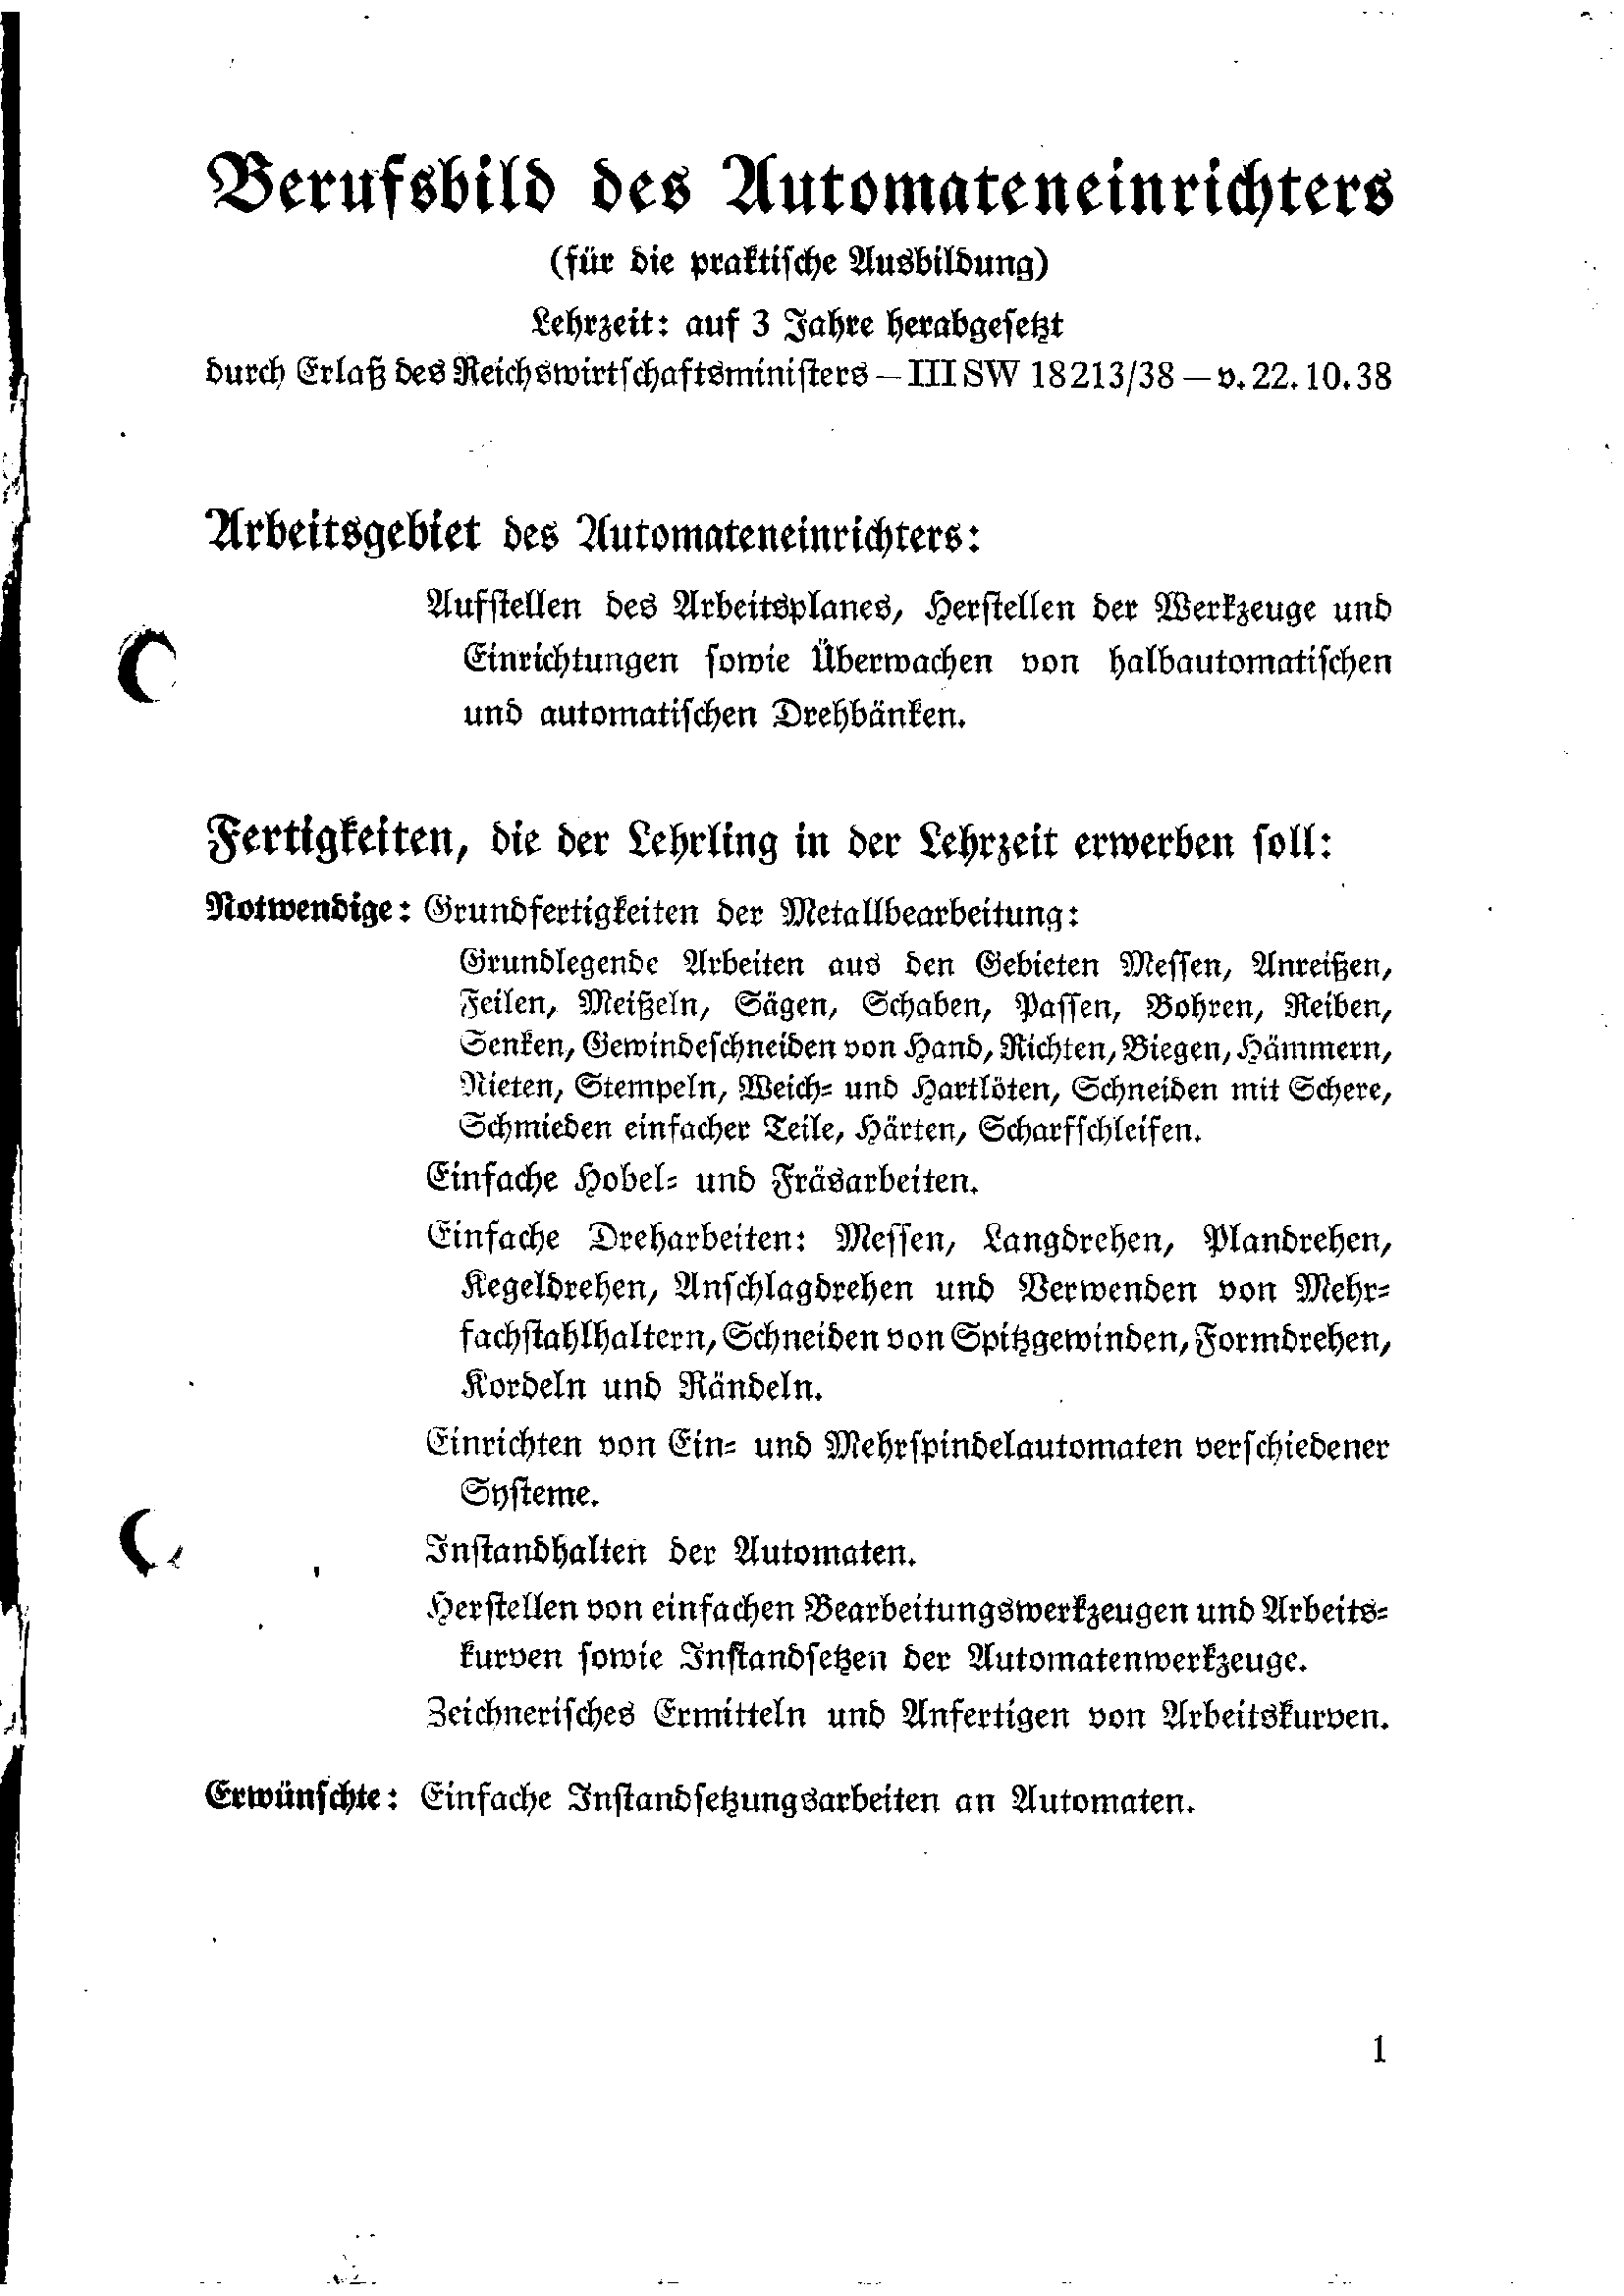 Berufsbild des Automateneinrichters
(für die praktische Ausbildung)
Lehrzeit: auf 3 Jahre herabgesetzt
durch Erlaß des Reichswirtschaftsministers – III SW 18213/38 – v. 22. 10. 38
Arbeitsgebiet des Automateneinrichters:
Aufstellen des Arbeitsplanes, Herstellen der Werkzeuge und
Einrichtungen sowie Überwachen von halbautomatischen
und automatischen Drehbänken.
Fertigkeiten, die der Lehrling in der Lehrzeit erwerben soll:
Notwendige: Grundfertigkeiten der Metallbearbeitung:
Grundlegende Arbeiten aus den Gebieten Messen, Anreißen,
Feilen, Meißeln, Sägen, Schaben, Passen, Bohren, Reiben,
Senken, Gewindeschneiden von Hand, Richten, Biegen, Hämmern,
Nieten, Stempeln, Weich- und Hartlöten, Schneiden mit Schere,
Schmieden einfacher Teile, Härten, Scharfschleifen.
Einfache Hobel- und Fräsarbeiten.
Einfache Dreharbeiten: Messen, Langdrehen, Plandrehen,
Kegeldrehen, Anschlagdrehen und Verwenden von Mehr-
fachstahlhaltern, Schneiden von Spitzgewinden, Formdrehen,
Kordeln und Rändeln.
Einrichten von Ein- und Mehrspindelautomaten verschiedener
Systeme.
Instandhalten der Automaten.
Herstellen von einfachen Bearbeitungswerkzeugen und Arbeits-
kurven sowie Instandsetzen der Automatenwerkzeuge.
Zeichnerisches Ermitteln und Anfertigen von Arbeitskurven.
Erwünschte: Einfache Instandsetzungsarbeiten an Automaten.
1